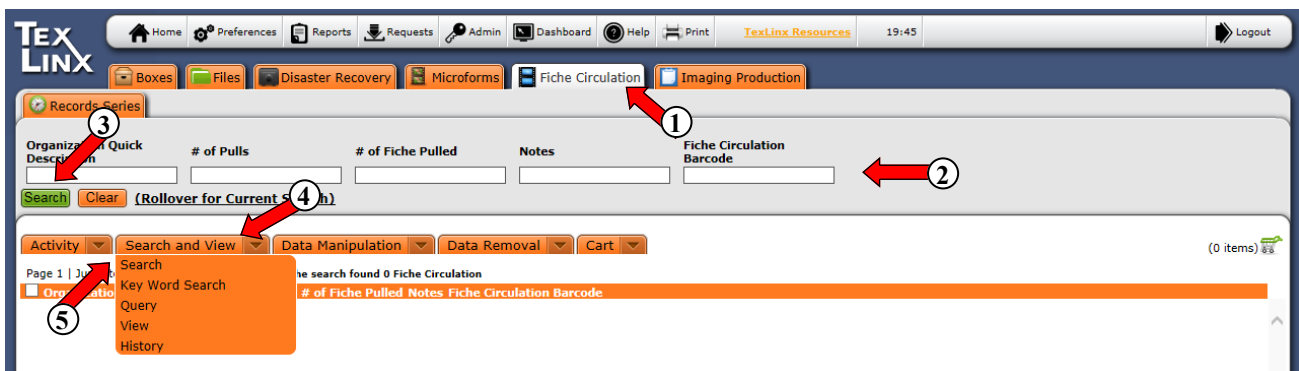 TEX LINX
Home Preferences Reports Requests Admin Dashboard Help Print TexLinx Resources 19:45 Logout
Boxes Files Disaster Recovery Microforms Fiche Circulation Imaging Production
Records Series
3 1
Organization Quick Description # of Pulls # of Fiche Pulled Notes Fiche Circulation Barcode
2
Search Clear (Rollover for Current S h)
4
Activity Search and View Data Manipulation Data Removal Cart (0 items)
Page 1 | Ju he search found 0 Fiche Circulation
# of Fiche Pulled Notes Fiche Circulation Barcode
Search
Key Word Search
Query
View
History
5